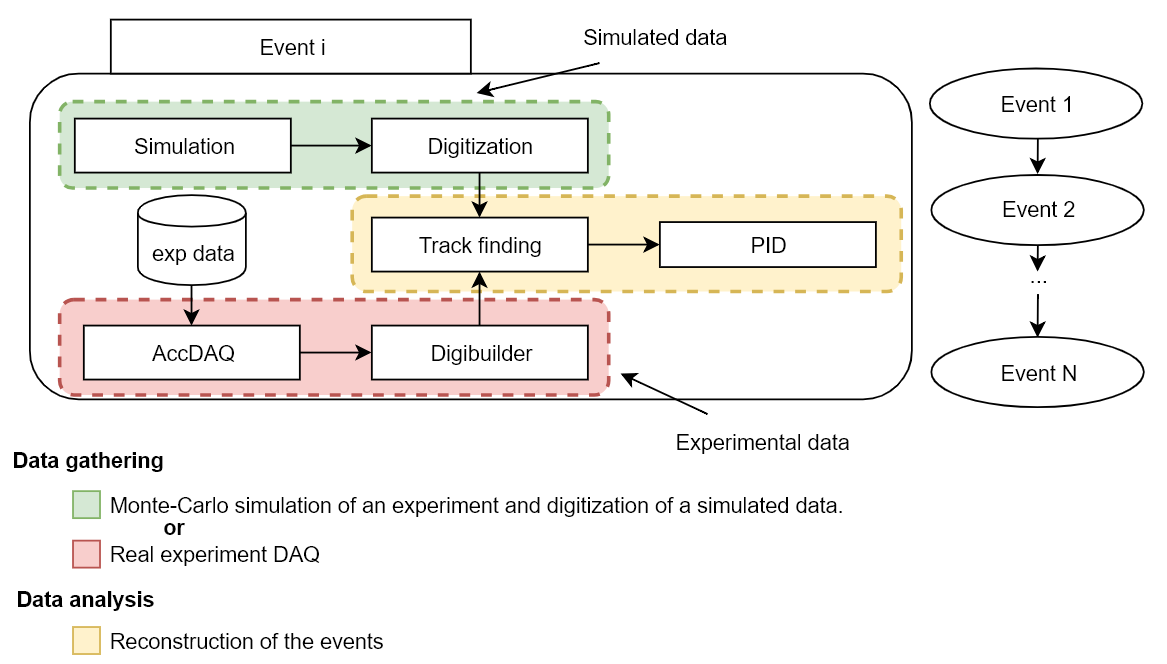 Event i
Simulated data
Simulation
Digitization
exp data
Track finding
PID
AccDAQ
Digibuilder
Experimental data
Event 1
Event 2
...
Event N
Data gathering
Monte-Carlo simulation of an experiment and digitization of a simulated data.
or
Real experiment DAQ
Data analysis
Reconstruction of the events